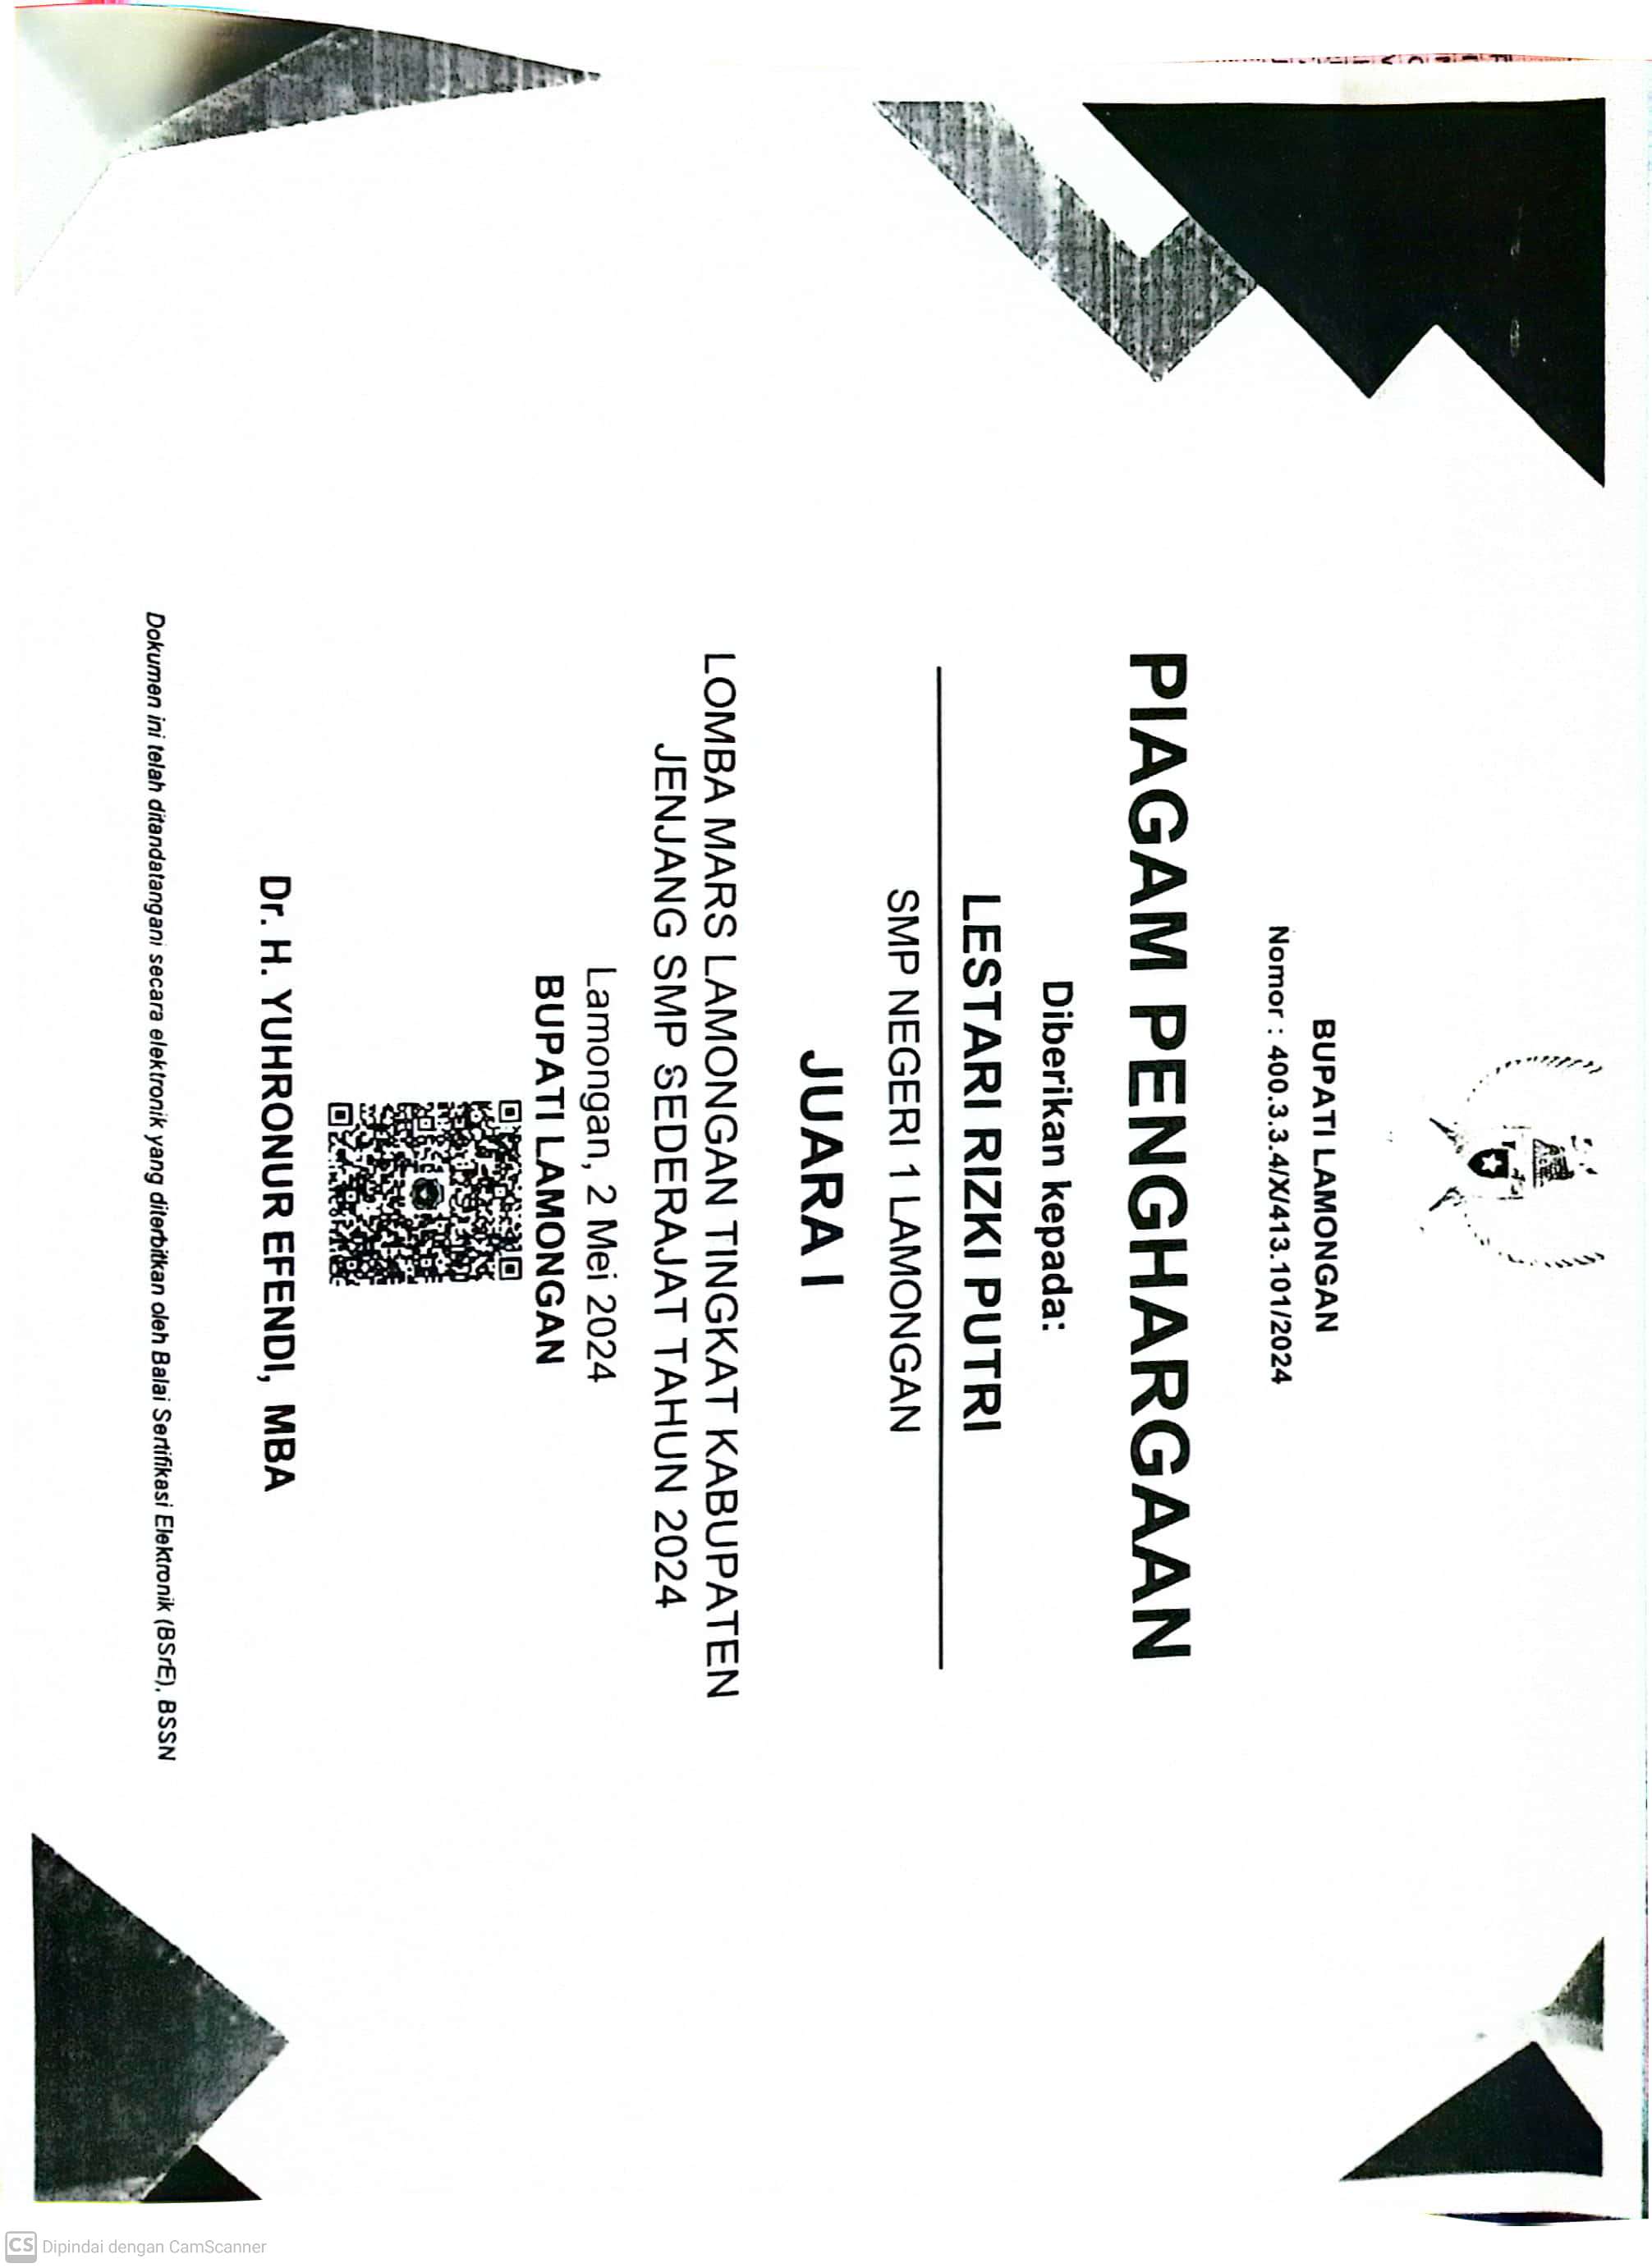 BUPATI LAMONGAN
Nomor : 400.3.3.4/X/413.101/2024
PIAGAM PENGHARGAAN
Diberikan kepada:
LESTARI RIZKI PUTRI
SMP NEGERI 1 LAMONGAN
JUARA I
LOMBA MARS LAMONGAN TINGKAT KABUPATEN
JENJANG SMP SEDERAJAT TAHUN 2024
Lamongan, 2 Mei 2024
BUPATI LAMONGAN
Dr. H. YUHRONUR EFENDI, MBA
Dokumen ini telah ditandatangani secara elektronik yang diterbitkan oleh Balai Sertifikasi Elektronik (BSrE), BSSN
CS Dipindai dengan CamScanner